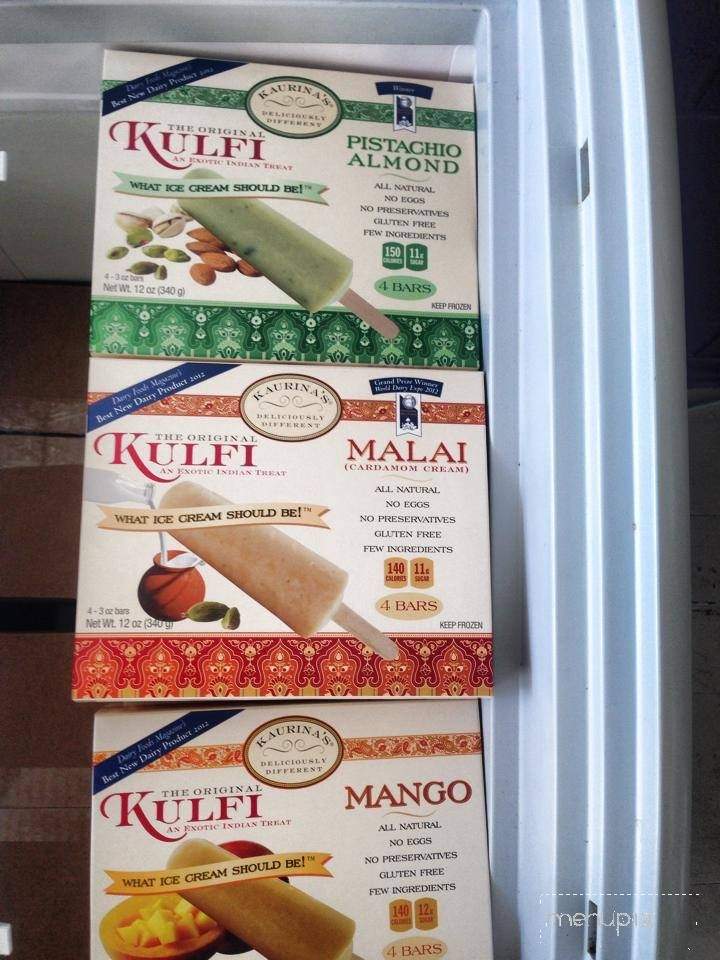 Dairy Foods Magazine's
Best New Dairy Product 2012
KAURINA'S®
DELICIOUSLY
DIFFERENT
Winner
THE ORIGINAL
KULFI
AN EXOTIC INDIAN TREAT
WHAT ICE CREAM SHOULD BE!™
PISTACHIO
ALMOND
ALL NATURAL
NO EGGS
NO PRESERVATIVES
GLUTEN FREE
FEW INGREDIENTS
150
CALORIES
11g
SUGAR
4 BARS
4 - 3 oz bars
Net Wt. 12 oz (340 g)
KEEP FROZEN
Dairy Foods Magazine's
Best New Dairy Product 2012
KAURINA'S®
DELICIOUSLY
DIFFERENT
Grand Prize Winner
World Dairy Expo 2012
THE ORIGINAL
KULFI
AN EXOTIC INDIAN TREAT
WHAT ICE CREAM SHOULD BE!™
MALAI
(CARDAMOM CREAM)
ALL NATURAL
NO EGGS
NO PRESERVATIVES
GLUTEN FREE
FEW INGREDIENTS
140
CALORIES
11g
SUGAR
4 BARS
4 - 3 oz bars
Net Wt. 12 oz (340 g)
KEEP FROZEN
Dairy Foods Magazine's
Best New Dairy Product 2012
KAURINA'S®
DELICIOUSLY
DIFFERENT
THE ORIGINAL
KULFI
AN EXOTIC INDIAN TREAT
WHAT ICE CREAM SHOULD BE!™
MANGO
ALL NATURAL
NO EGGS
NO PRESERVATIVES
GLUTEN FREE
FEW INGREDIENTS
140
CALORIES
12g
SUGAR
4 BARS